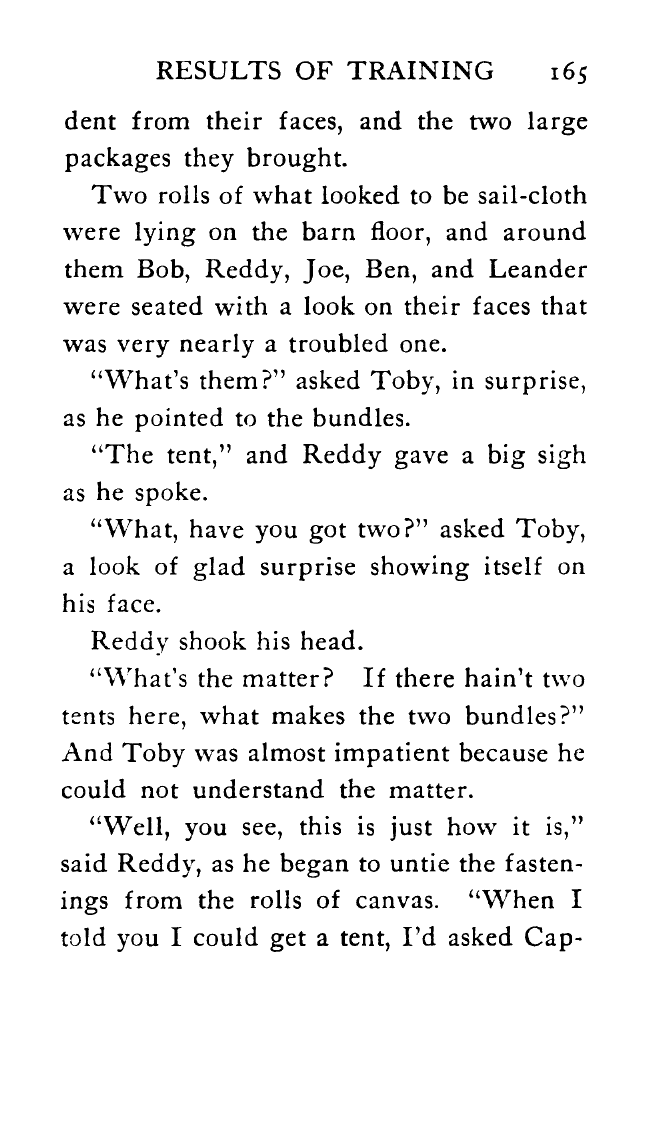 RESULTS OF TRAINING 165
dent from their faces, and the two large
packages they brought.
Two rolls of what looked to be sail-cloth
were lying on the barn floor, and around
them Bob, Reddy, Joe, Ben, and Leander
were seated with a look on their faces that
was very nearly a troubled one.
"What's them?" asked Toby, in surprise,
as he pointed to the bundles.
"The tent," and Reddy gave a big sigh
as he spoke.
"What, have you got two?" asked Toby,
a look of glad surprise showing itself on
his face.
Reddy shook his head.
"What's the matter? If there hain't two
tents here, what makes the two bundles?"
And Toby was almost impatient because he
could not understand the matter.
"Well, you see, this is just how it is,"
said Reddy, as he began to untie the fasten-
ings from the rolls of canvas. "When I
told you I could get a tent, I'd asked Cap-